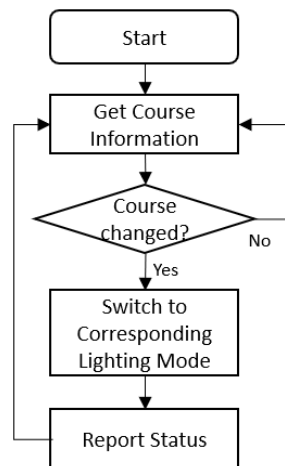 Start
Get Course
Information
Course
changed?
No
Yes
Switch to
Corresponding
Lighting Mode
Report Status